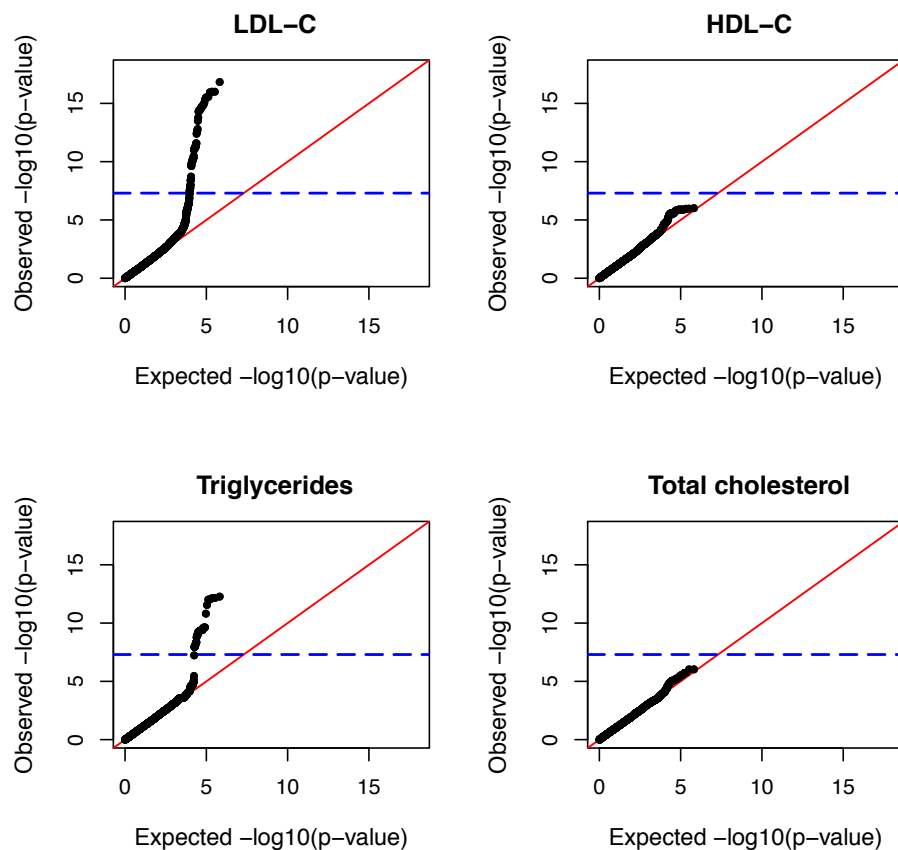 LDL−C
Observed −log10(p−value)
15
10
5
0
0 5 10 15
Expected −log10(p−value)
HDL−C
Observed −log10(p−value)
15
10
5
0
0 5 10 15
Expected −log10(p−value)
Triglycerides
Observed −log10(p−value)
15
10
5
0
0 5 10 15
Expected −log10(p−value)
Total cholesterol
Observed −log10(p−value)
15
10
5
0
0 5 10 15
Expected −log10(p−value)